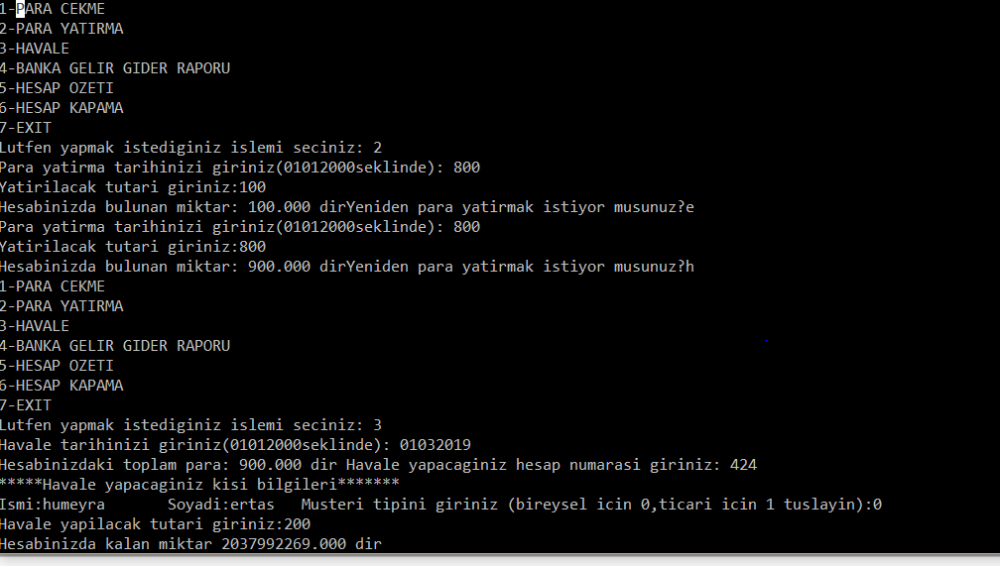 1-PARA CEKME
2-PARA YATIRMA
3-HAVALE
4-BANKA GELIR GIDER RAPORU
5-HESAP OZETI
6-HESAP KAPAMA
7-EXIT
Lutfen yapmak istediginiz islemi seciniz: 2
Para yatirma tarihinizi giriniz(01012000seklinde): 800
Yatirilacak tutari giriniz:100
Hesabinizda bulunan miktar: 100.000 dirYeniden para yatirmak istiyor musunuz?e
Para yatirma tarihinizi giriniz(01012000seklinde): 800
Yatirilacak tutari giriniz:800
Hesabinizda bulunan miktar: 900.000 dirYeniden para yatirmak istiyor musunuz?h
1-PARA CEKME
2-PARA YATIRMA
3-HAVALE
4-BANKA GELIR GIDER RAPORU
5-HESAP OZETI
6-HESAP KAPAMA
7-EXIT
Lutfen yapmak istediginiz islemi seciniz: 3
Havale tarihinizi giriniz(01012000seklinde): 01032019
Hesabinizdaki toplam para: 900.000 dir Havale yapacaginiz hesap numarasi giriniz: 424
*****Havale yapacaginiz kisi bilgileri*******
Ismi:humeyra       Soyadi:ertas   Musteri tipini giriniz (bireysel icin 0,ticari icin 1 tuslayin):0
Havale yapilacak tutari giriniz:200
Hesabinizda kalan miktar 2037992269.000 dir